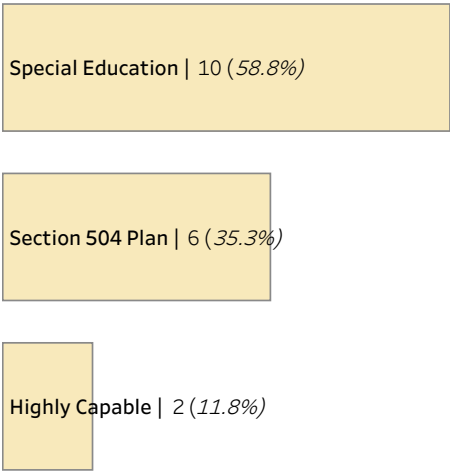 Special Education | 10 (58.8%)
Section 504 Plan | 6 (35.3%)
Highly Capable | 2 (11.8%)